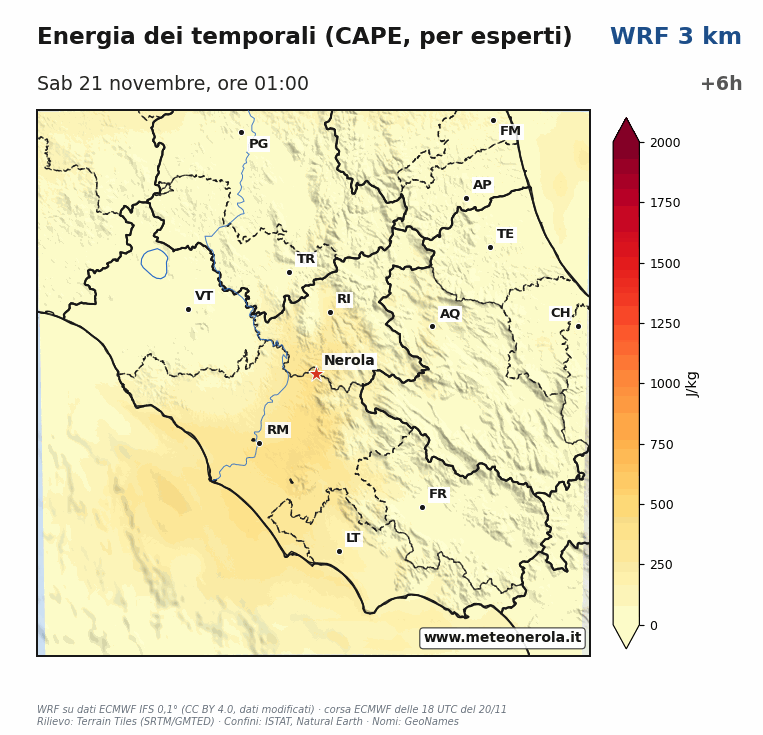 Energia dei temporali (CAPE, per esperti)
WRF 3 km
Sab 21 novembre, ore 01:00
+6h
FM
PG
AP
TE
TR
VT
RI
AQ
CH
Nerola
RM
FR
LT
www.meteonerola.it
2000
1750
1500
1250
1000
750
500
250
0
J/kg
WRF su dati ECMWF IFS 0,1° (CC BY 4.0, dati modificati) · corsa ECMWF delle 18 UTC del 20/11
Rilievo: Terrain Tiles (SRTM/GMTED) · Confini: ISTAT, Natural Earth · Nomi: GeoNames